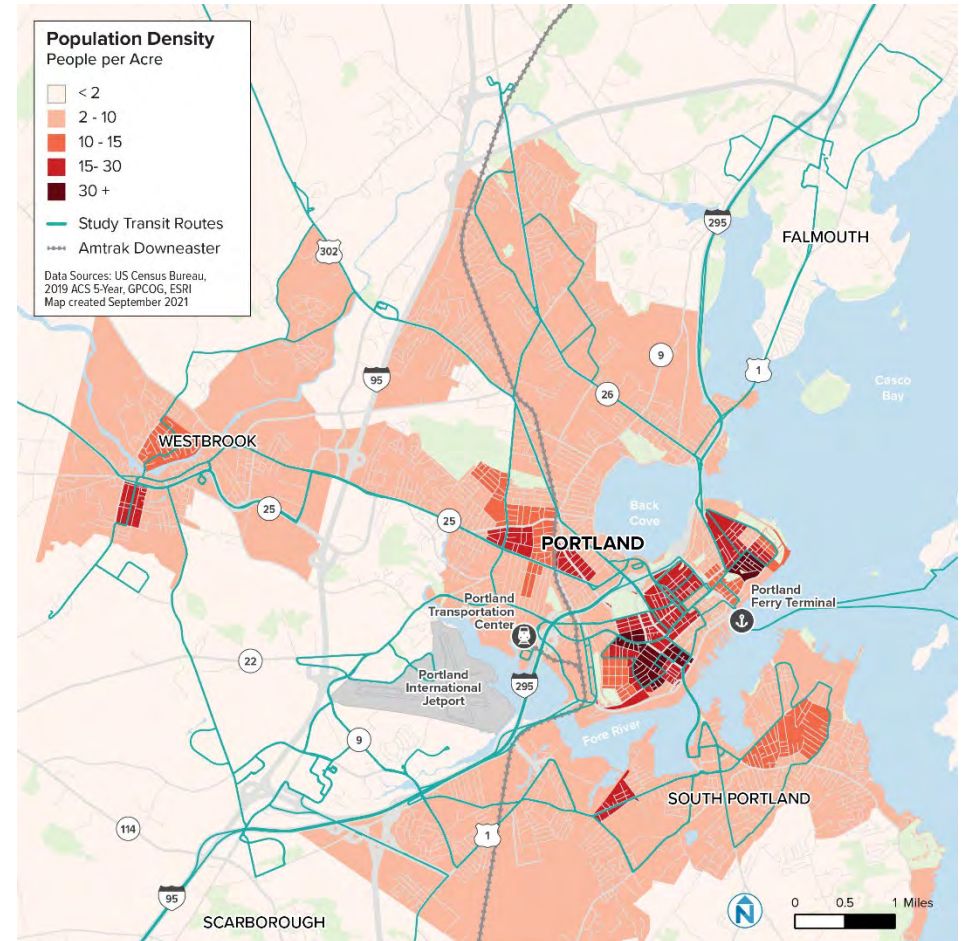 Population Density
People per Acre
< 2
2 - 10
10 - 15
15- 30
30 +
Study Transit Routes
Amtrak Downeaster
Data Sources: US Census Bureau,
2019 ACS 5-Year, GPCOG, ESRI
Map created September 2021
302
295
FALMOUTH
9
1
95
26
Casco
Bay
WESTBROOK
25
25
Back
Cove
PORTLAND
Portland
Transportation
Center
Portland
Ferry Terminal
22
Portland
International
Jetport
295
9
Fore River
SOUTH PORTLAND
114
1
95
SCARBOROUGH
N
0 0.5 1 Miles